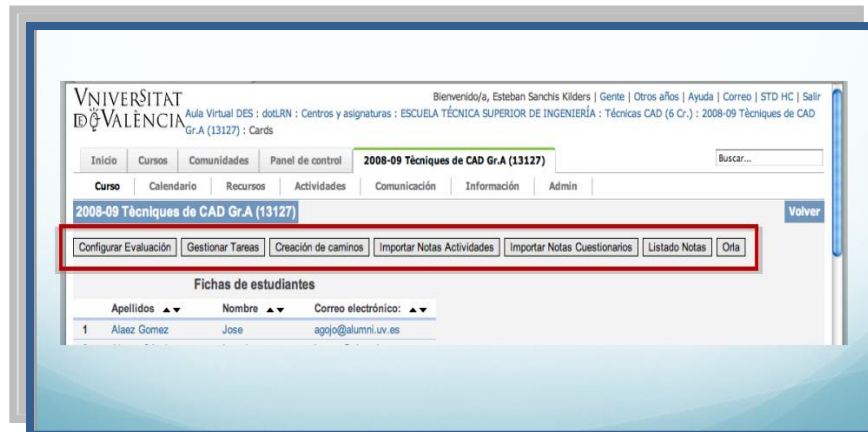 VNIVERSITAT
Bienvenido/a, Esteban Sanchis Kilders | Gente | Otros años | Ayuda | Correo | STD HC | Salir
D VALÈNCIA
Aula Virtual DES : dotLRN : Centros y asignaturas : ESCUELA TÉCNICA SUPERIOR DE INGENIERÍA : Técnicas CAD (6 Cr.) : 2008-09 Tècniques de CAD
Gr.A (13127) : Cards
Inicio Cursos Comunidades Panel de control 2008-09 Tècniques de CAD Gr.A (13127) Buscar...
Curso Calendario Recursos Actividades Comunicación Información Admin
2008-09 Tècniques de CAD Gr.A (13127) Volver
Configurar Evaluación Gestionar Tareas Creación de caminos Importar Notas Actividades Importar Notas Cuestionarios Listado Notas Orla
Fichas de estudiantes
Apellidos ▲▼ Nombre ▲▼ Correo electrónico: ▲▼
1 Alaez Gomez Jose agojo@alumni.uv.es